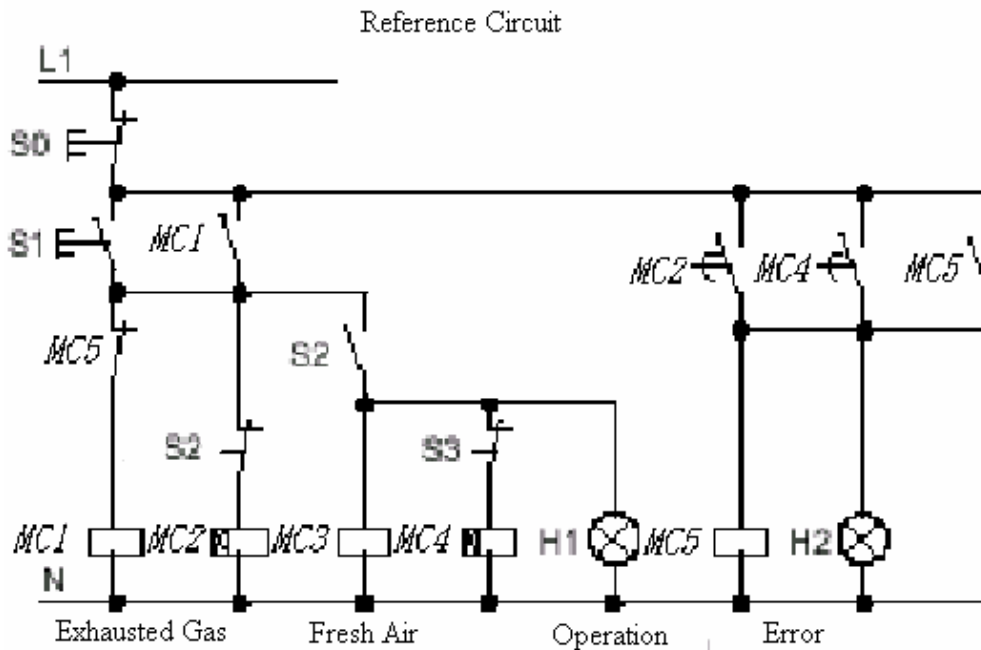 Reference Circuit
L1
S0
S1 MC1 MC2 MC4 MC5
MC5 S2
S2 S3
MC1 MC2 MC3 MC4 H1 MC5 H2
N
Exhausted Gas Fresh Air Operation Error